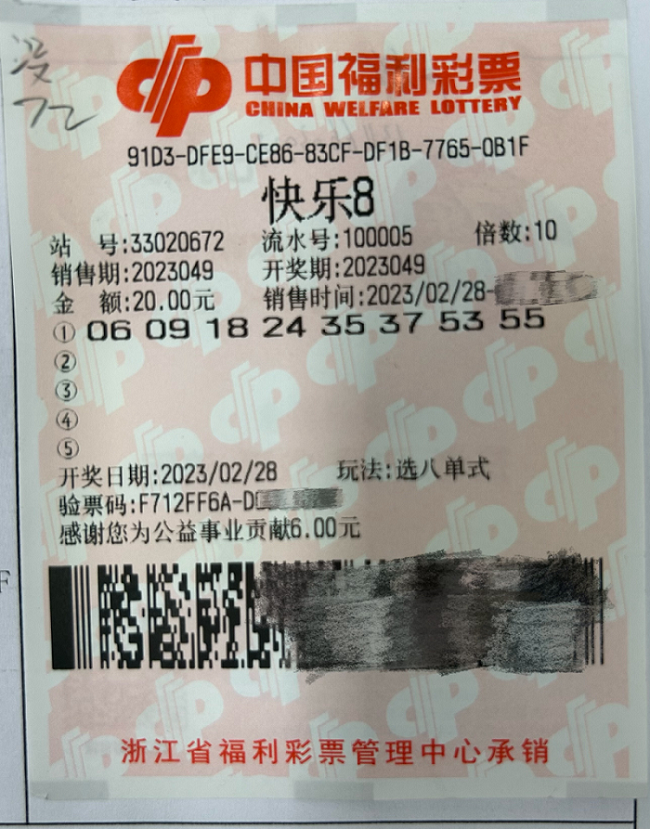 没
72
中国福利彩票
CHINA WELFARE LOTTERY
91D3-DFE9-CE86-83CF-DF1B-7765-0B1F
快乐8
站 号:33020672 流水号:100005 倍数:10
销售期:2023049 开奖期:2023049
金 额:20.00元 销售时间:2023/02/28-
① 06 09 18 24 35 37 53 55
②
③
④
⑤
开奖日期:2023/02/28 玩法:选八单式
验票码:F712FF6A-D
感谢您为公益事业贡献6.00元
F
浙江省福利彩票管理中心承销